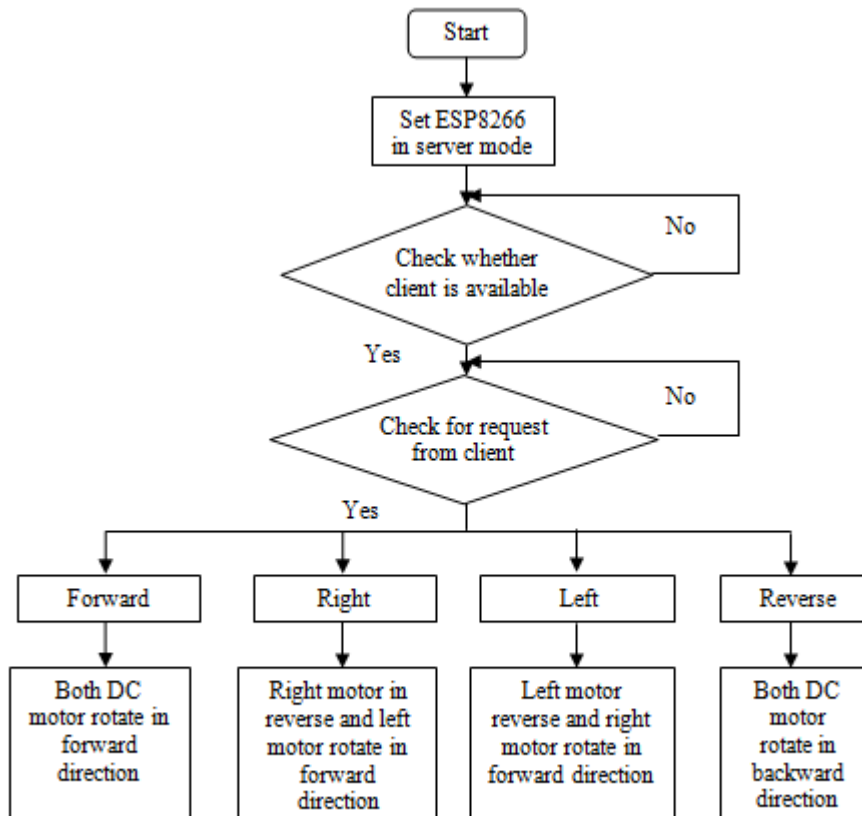 Start
Set ESP8266
in server mode
No
Check whether
client is available
Yes
No
Check for request
from client
Yes
Forward
Right
Left
Reverse
Both DC
motor rotate in
forward
direction
Right motor in
reverse and left
motor rotate in
forward
direction
Left motor
reverse and right
motor rotate in
forward direction
Both DC
motor
rotate in
backward
direction